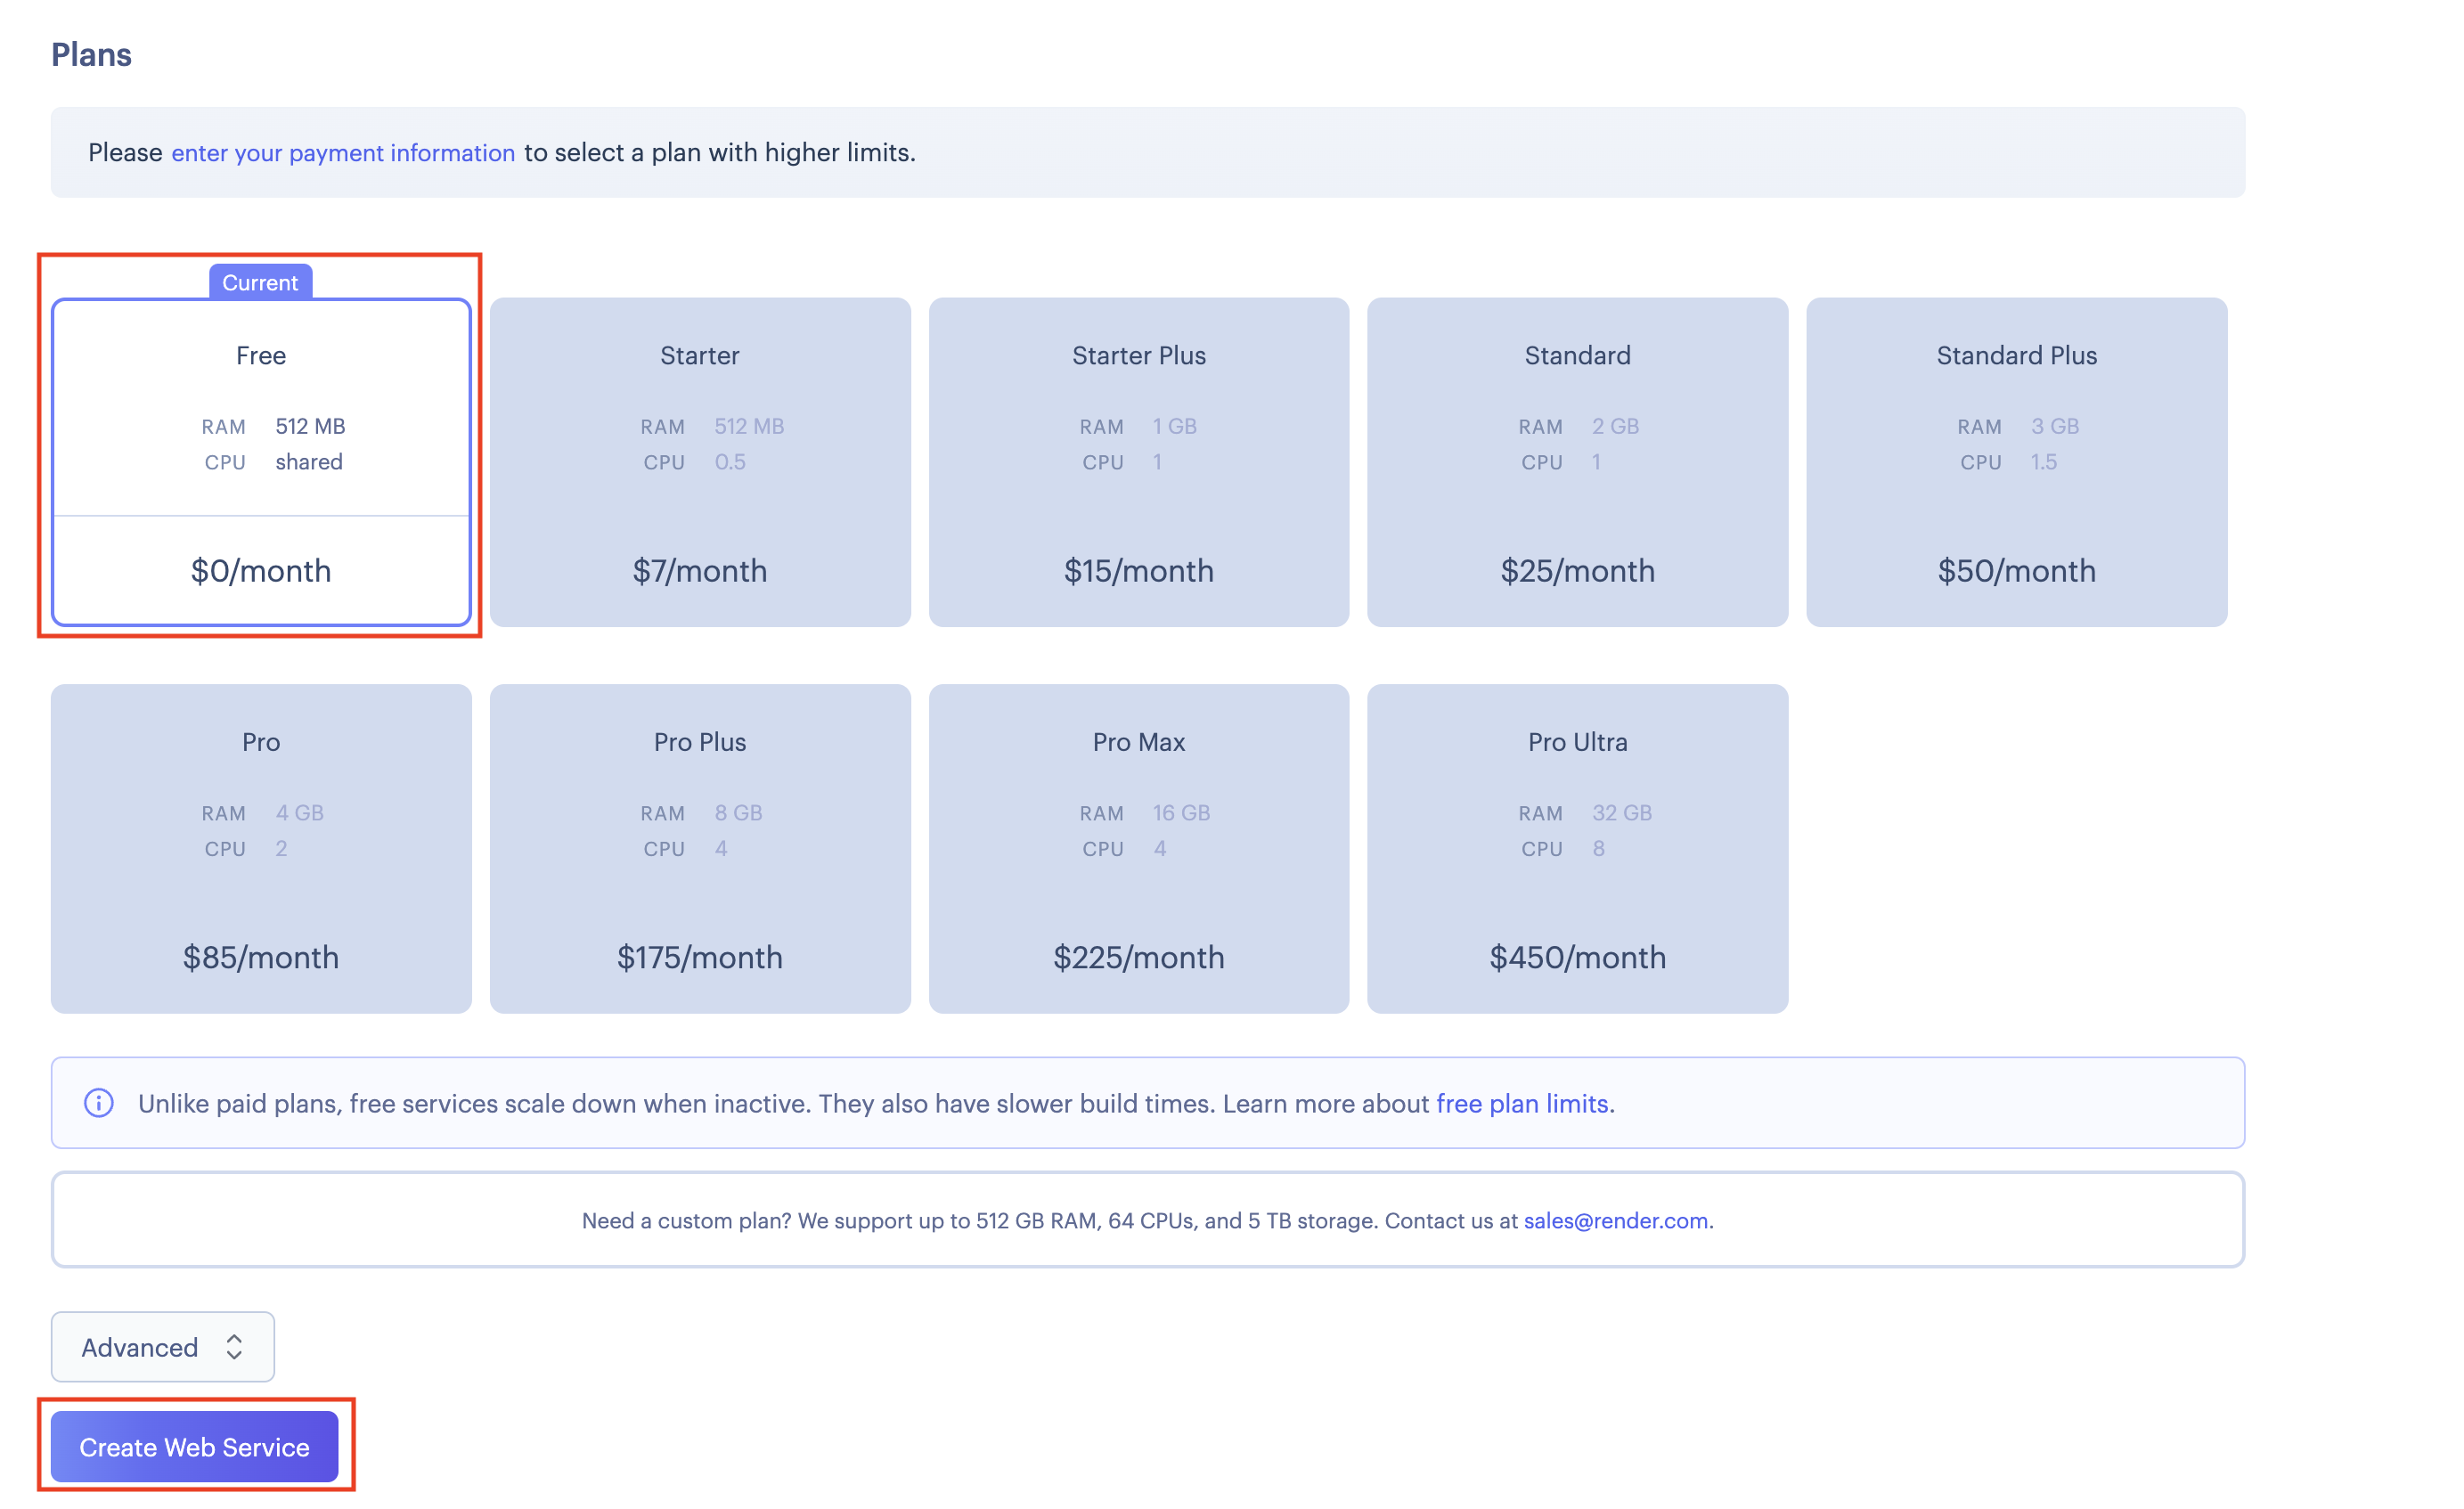 Plans
Please enter your payment information to select a plan with higher limits.
Current
Free
RAM 512 MB
CPU shared
$0/month
Starter
RAM 512 MB
CPU 0.5
$7/month
Starter Plus
RAM 1 GB
CPU 1
$15/month
Standard
RAM 2 GB
CPU 1
$25/month
Standard Plus
RAM 3 GB
CPU 1.5
$50/month
Pro
RAM 4 GB
CPU 2
$85/month
Pro Plus
RAM 8 GB
CPU 4
$175/month
Pro Max
RAM 16 GB
CPU 4
$225/month
Pro Ultra
RAM 32 GB
CPU 8
$450/month
Unlike paid plans, free services scale down when inactive. They also have slower build times. Learn more about free plan limits.
Need a custom plan? We support up to 512 GB RAM, 64 CPUs, and 5 TB storage. Contact us at sales@render.com.
Advanced
Create Web Service